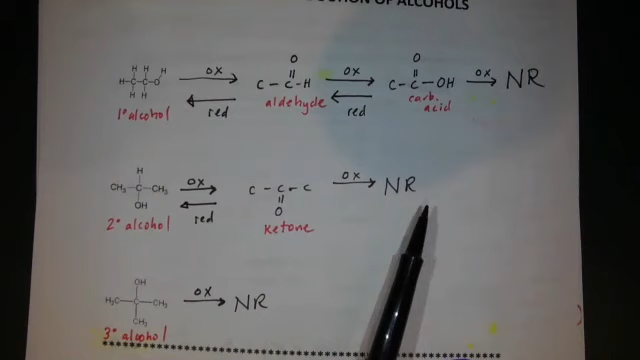 OF ALCOHOLS
H H H
H-C-C-O
H H
ox
red
O
C - C - H
aldehyde
ox
red
O
C - C - OH
carb. acid
ox
NR
1° alcohol
H
CH₃ -C- CH₃
OH
ox
red
C - C - C
O
ox
NR
2° alcohol
Ketone
OH
H₃C CH₃
CH₃
ox
NR
3° alcohol
********************************************************